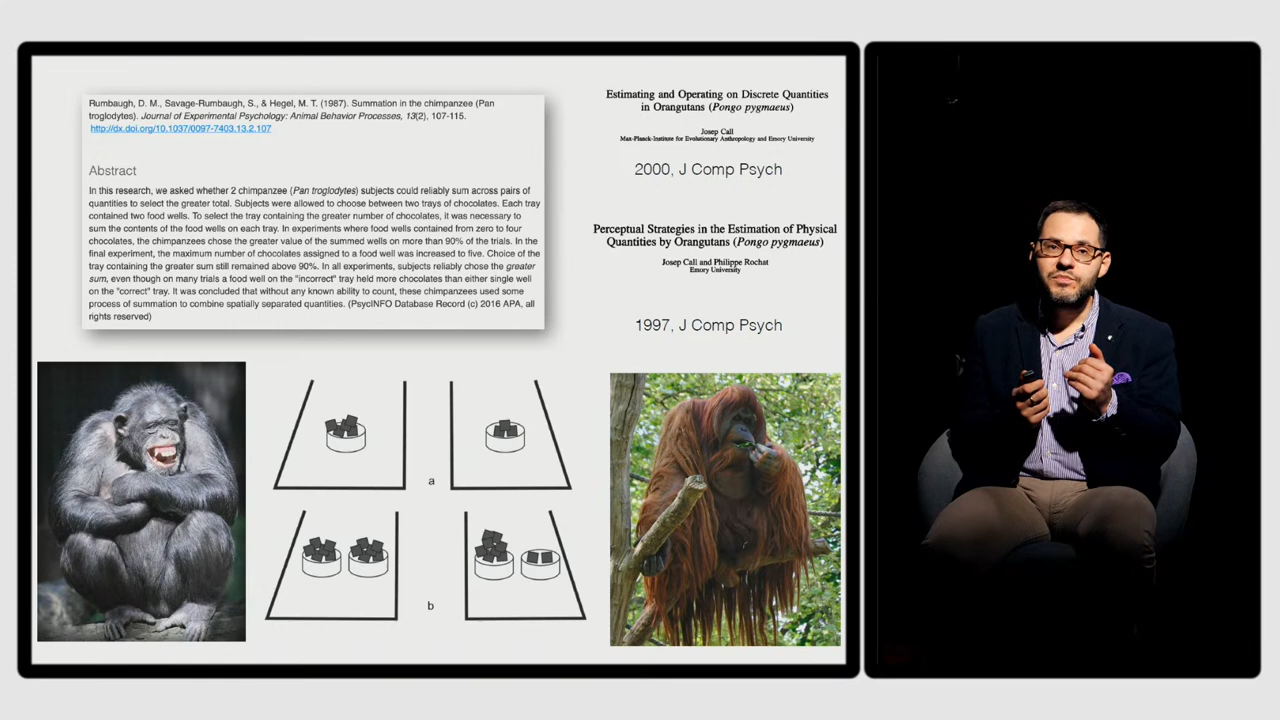 Rumbaugh, D. M., Savage-Rumbaugh, S., & Hegel, M. T. (1987). Summation in the chimpanzee (Pan
troglodytes). Journal of Experimental Psychology: Animal Behavior Processes, 13(2), 107-115.
http://dx.doi.org/10.1037/0097-7403.13.2.107
Abstract
In this research, we asked whether 2 chimpanzee (Pan troglodytes) subjects could reliably sum across pairs of
quantities to select the greater total. Subjects were allowed to choose between two trays of chocolates. Each tray
contained two food wells. To select the tray containing the greater number of chocolates, it was necessary to
sum the contents of the food wells on each tray. In experiments where food wells contained from zero to four
chocolates, the chimpanzees chose the greater value of the summed wells on more than 90% of the trials. In the
final experiment, the maximum number of chocolates assigned to a food well was increased to five. Choice of the
tray containing the greater sum still remained above 90%. In all experiments, subjects reliably chose the greater
sum, even though on many trials a food well on the "incorrect" tray held more chocolates than either single well
on the "correct" tray. It was concluded that without any known ability to count, these chimpanzees used some
process of summation to combine spatially separated quantities. (PsycINFO Database Record (c) 2016 APA, all
rights reserved)
Estimating and Operating on Discrete Quantities
in Orangutans (Pongo pygmaeus)
Josep Call
Max-Planck-Institute for Evolutionary Anthropology and Emory University
2000, J Comp Psych
Perceptual Strategies in the Estimation of Physical
Quantities by Orangutans (Pongo pygmaeus)
Josep Call and Philippe Rochat
Emory University
1997, J Comp Psych
a
b